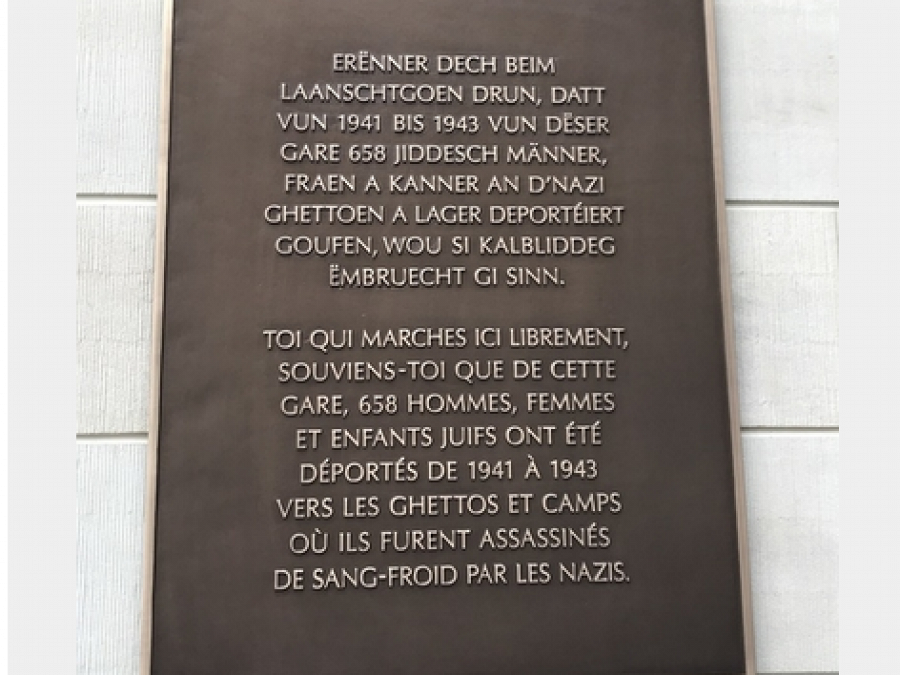 ERËNNER DECH BEIM
LAANSCHTGOEN DRUN, DATT
VUN 1941 BIS 1943 VUN DËSER
GARE 658 JIDDESCH MÄNNER,
FRAEN A KANNER AN D'NAZI
GHETTOEN A LAGER DEPORTÉIERT
GOUFEN, WOU SI KALBLIDDEG
ËMBRUECHT GI SINN.
TOI QUI MARCHES ICI LIBREMENT,
SOUVIENS-TOI QUE DE CETTE
GARE, 658 HOMMES, FEMMES
ET ENFANTS JUIFS ONT ÉTÉ
DÉPORTÉS DE 1941 À 1943
VERS LES GHETTOS ET CAMPS
OÙ ILS FURENT ASSASSINÉS
DE SANG-FROID PAR LES NAZIS.